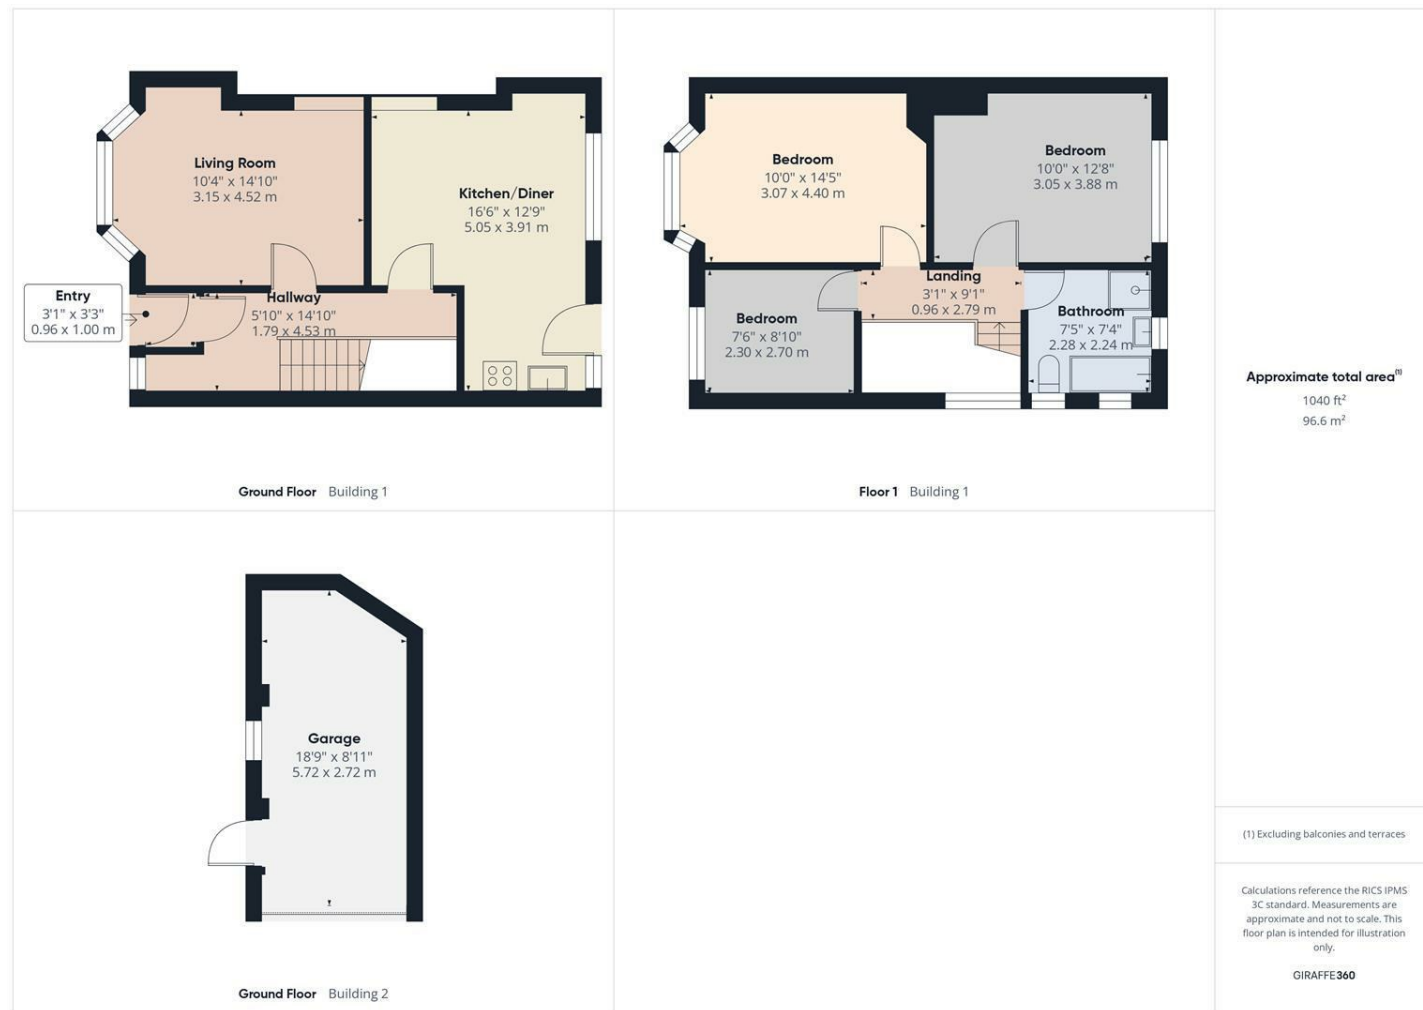 Living Room
10'4" x 14'10"
3.15 x 4.52 m
Kitchen/Diner
16'6" x 12'9"
5.05 x 3.91 m
Entry
3'1" x 3'3"
0.96 x 1.00 m
Hallway
5'10" x 14'10"
1.79 x 4.53 m
Ground Floor Building 1
Bedroom
10'0" x 14'5"
3.07 x 4.40 m
Bedroom
10'0" x 12'8"
3.05 x 3.88 m
Landing
3'1" x 9'1"
0.96 x 2.79 m
Bedroom
7'6" x 8'10"
2.30 x 2.70 m
Bathroom
7'5" x 7'4"
2.28 x 2.24 m
Floor 1 Building 1
Garage
18'9" x 8'11"
5.72 x 2.72 m
Ground Floor Building 2
Approximate total area(1)
1040 ft²
96.6 m²
(1) Excluding balconies and terraces
Calculations reference the RICS IPMS
3C standard. Measurements are
approximate and not to scale. This
floor plan is intended for illustration
only.
GIRAFFE360